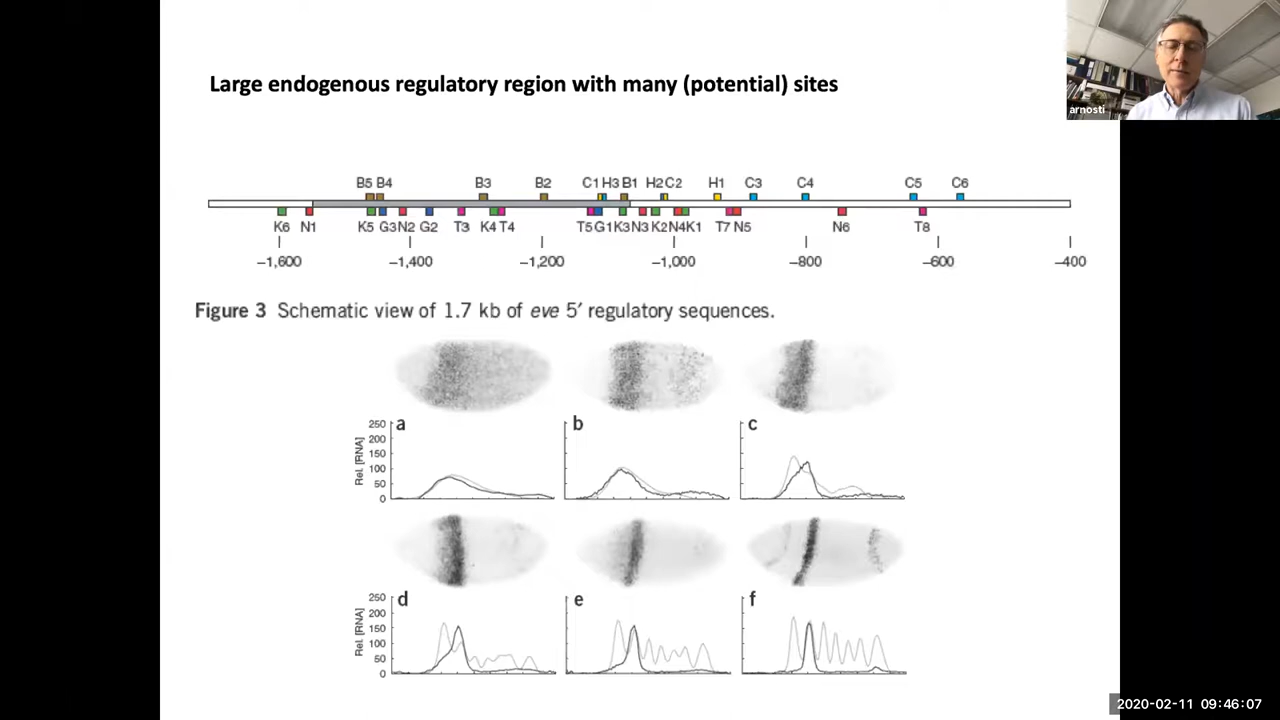 Large endogenous regulatory region with many (potential) sites
arnosti
B5 B4 B3 B2 C1 H3 B1 H2 C2 H1 C3 C4 C5 C6
K6 N1 K5 G3 N2 G2 T3 K4 T4 T5 G1 K3 N3 K2 N4 K1 T7 N5 N6 T8
−1,600 −1,400 −1,200 −1,000 −800 −600 −400
Figure 3 Schematic view of 1.7 kb of eve 5′ regulatory sequences.
a b c
Rel. [RNA]
250
200
150
100
50
0
d e f
Rel. [RNA]
250
200
150
100
50
0
2020-02-11 09:46:07